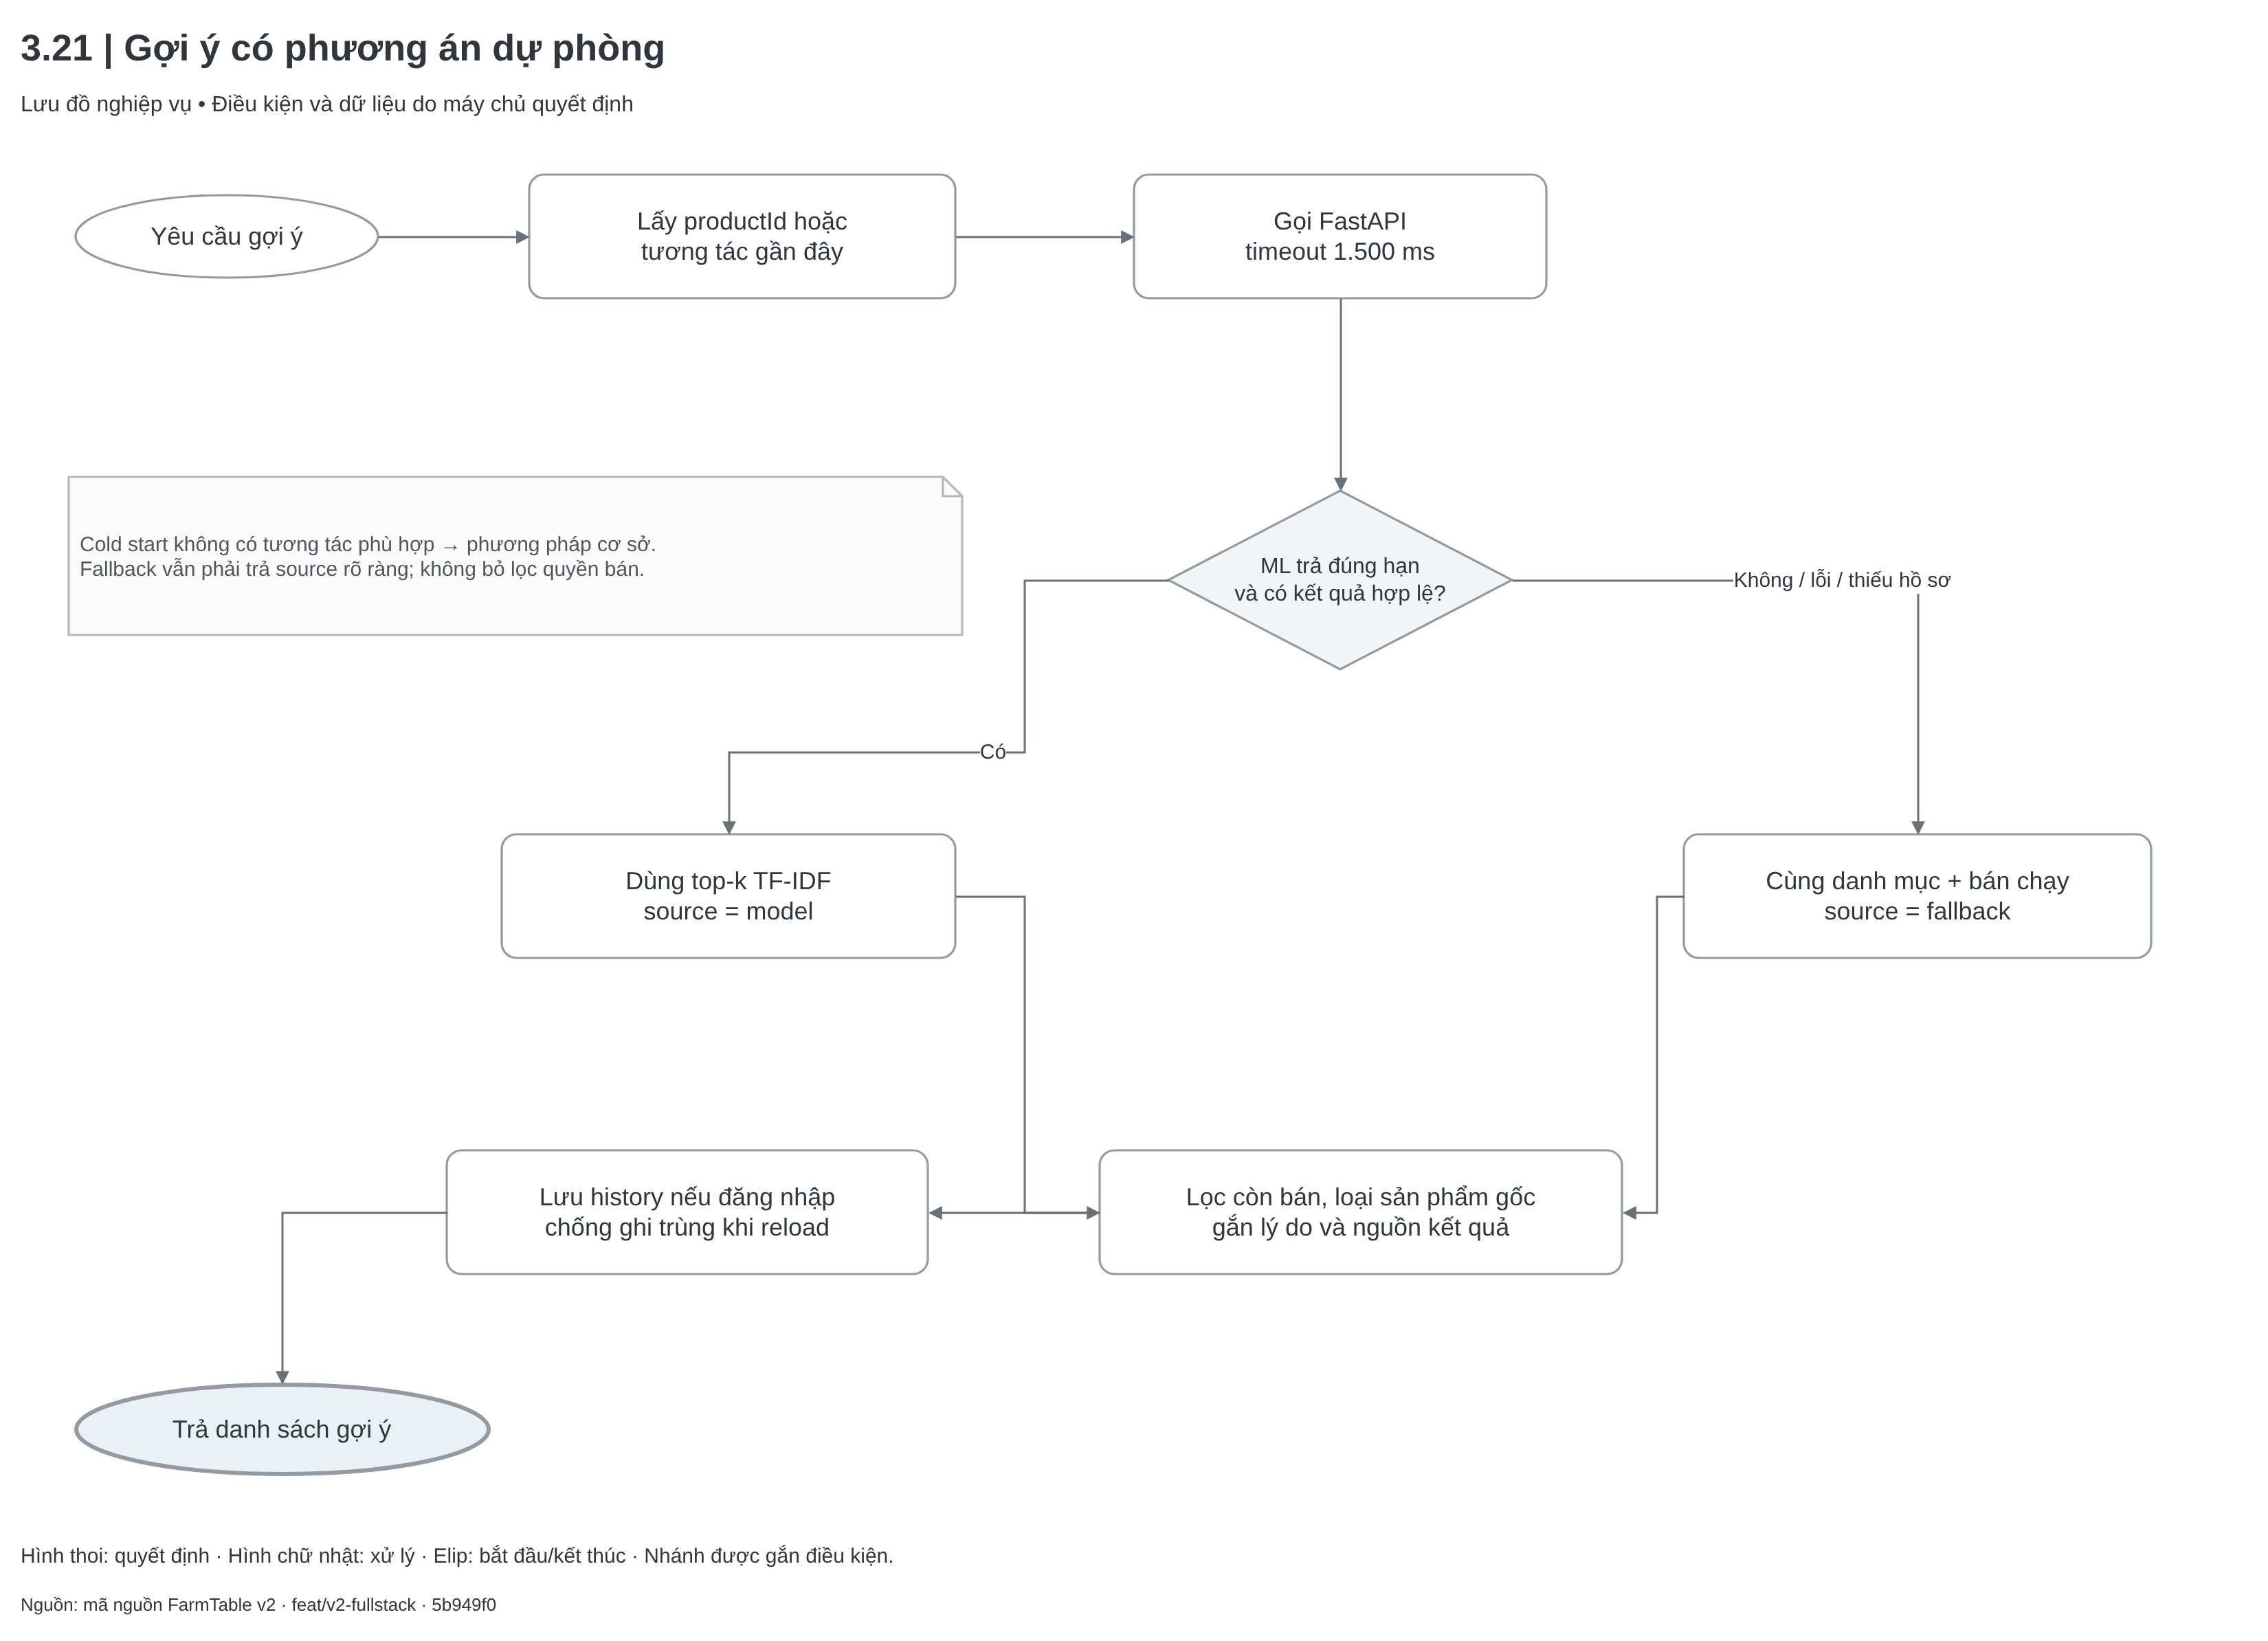 3.21 | Gợi ý có phương án dự phòng
Lưu đồ nghiệp vụ • Điều kiện và dữ liệu do máy chủ quyết định
Yêu cầu gợi ý
Lấy productId hoặc
tương tác gần đây
Gọi FastAPI
timeout 1.500 ms
Cold start không có tương tác phù hợp → phương pháp cơ sở.
Fallback vẫn phải trả source rõ ràng; không bỏ lọc quyền bán.
ML trả đúng hạn
và có kết quả hợp lệ?
Không / lỗi / thiếu hồ sơ
Có
Dùng top-k TF-IDF
source = model
Cùng danh mục + bán chạy
source = fallback
Lưu history nếu đăng nhập
chống ghi trùng khi reload
Lọc còn bán, loại sản phẩm gốc
gắn lý do và nguồn kết quả
Trả danh sách gợi ý
Hình thoi: quyết định · Hình chữ nhật: xử lý · Elip: bắt đầu/kết thúc · Nhánh được gắn điều kiện.
Nguồn: mã nguồn FarmTable v2 · feat/v2-fullstack · 5b949f0